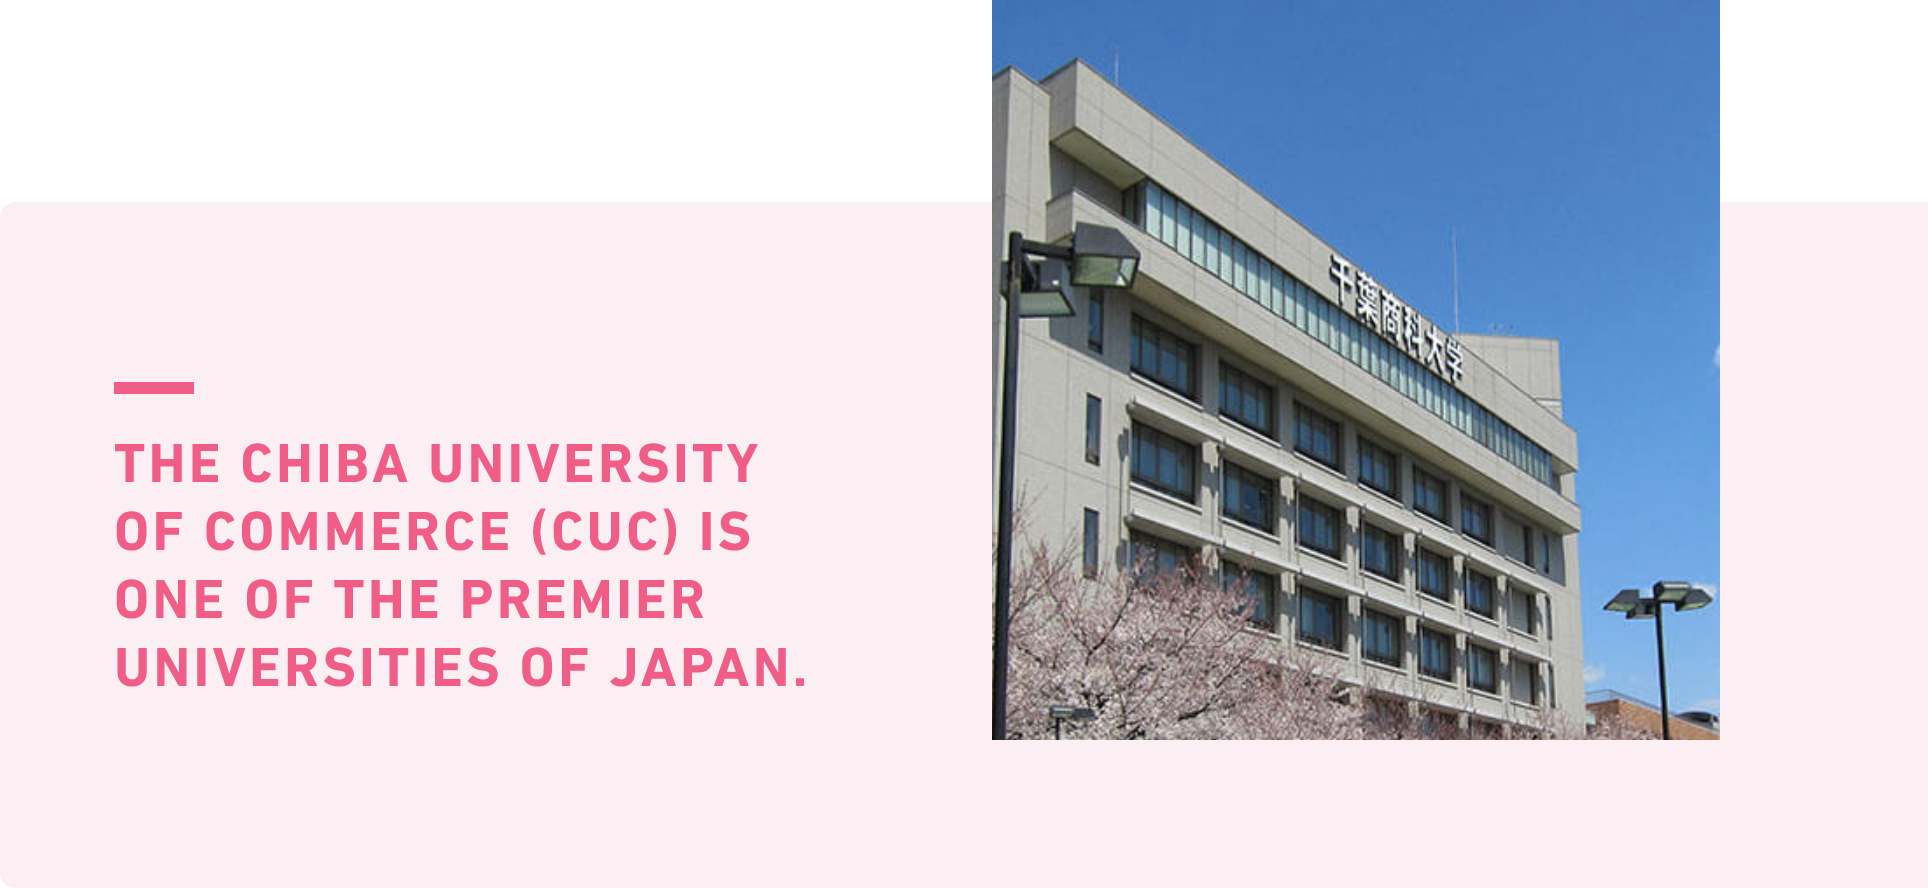 THE CHIBA UNIVERSITY
OF COMMERCE (CUC) IS
ONE OF THE PREMIER
UNIVERSITIES OF JAPAN.
千葉商科大学